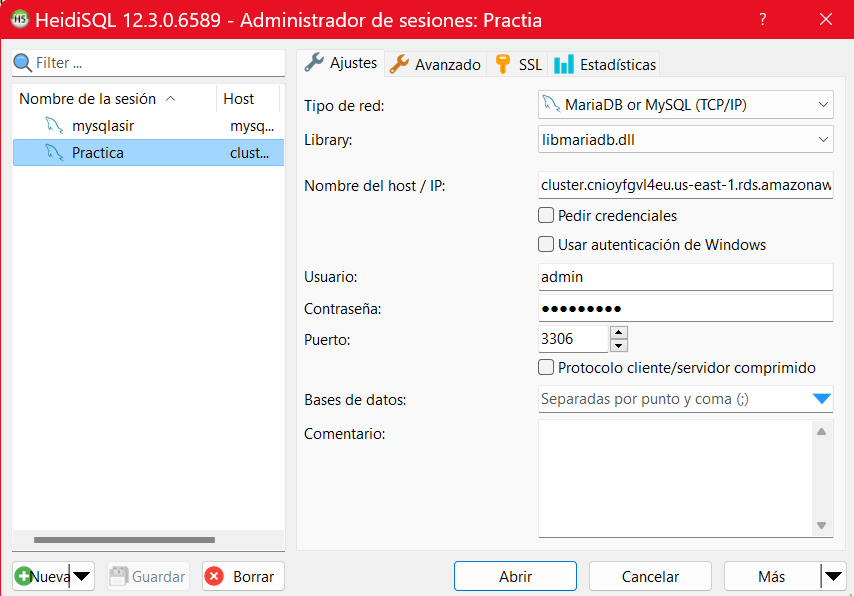 HS HeidiSQL 12.3.0.6589 - Administrador de sesiones: Practia ?
Filter ...
Nombre de la sesión Host
mysqlasir mysq...
Practica clust...
Nueva Guardar Borrar
Ajustes Avanzado SSL Estadísticas
Tipo de red: MariaDB or MySQL (TCP/IP)
Library: libmariadb.dll
Nombre del host / IP: cluster.cnioyfgvl4eu.us-east-1.rds.amazonaw
Pedir credenciales
Usar autenticación de Windows
Usuario: admin
Contraseña: ●●●●●●●●●
Puerto: 3306
Protocolo cliente/servidor comprimido
Bases de datos: Separadas por punto y coma (;)
Comentario:
Abrir Cancelar Más